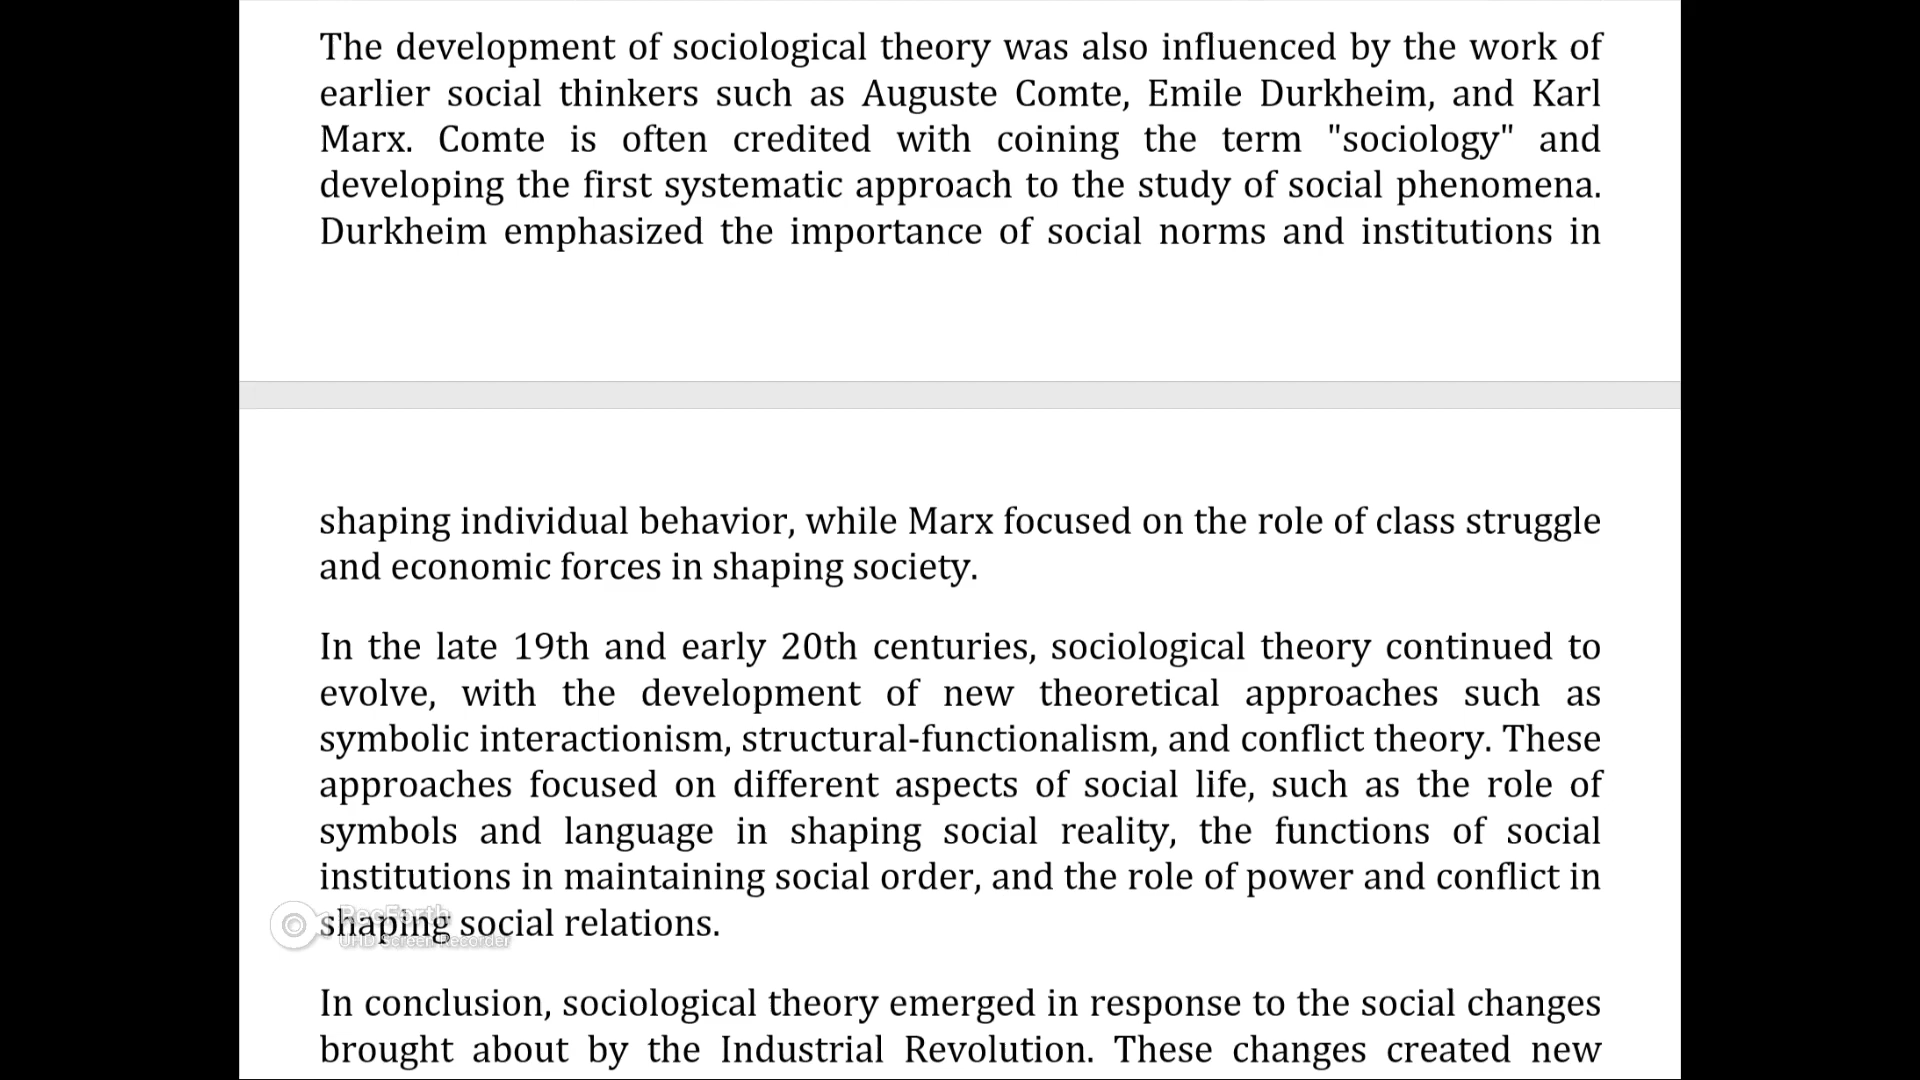 The development of sociological theory was also influenced by the work of
earlier social thinkers such as Auguste Comte, Emile Durkheim, and Karl
Marx. Comte is often credited with coining the term "sociology" and
developing the first systematic approach to the study of social phenomena.
Durkheim emphasized the importance of social norms and institutions in
shaping individual behavior, while Marx focused on the role of class struggle
and economic forces in shaping society.
In the late 19th and early 20th centuries, sociological theory continued to
evolve, with the development of new theoretical approaches such as
symbolic interactionism, structural-functionalism, and conflict theory. These
approaches focused on different aspects of social life, such as the role of
symbols and language in shaping social reality, the functions of social
institutions in maintaining social order, and the role of power and conflict in
shaping social relations.
RecForth
UHD Screen Recorder
In conclusion, sociological theory emerged in response to the social changes
brought about by the Industrial Revolution. These changes created new